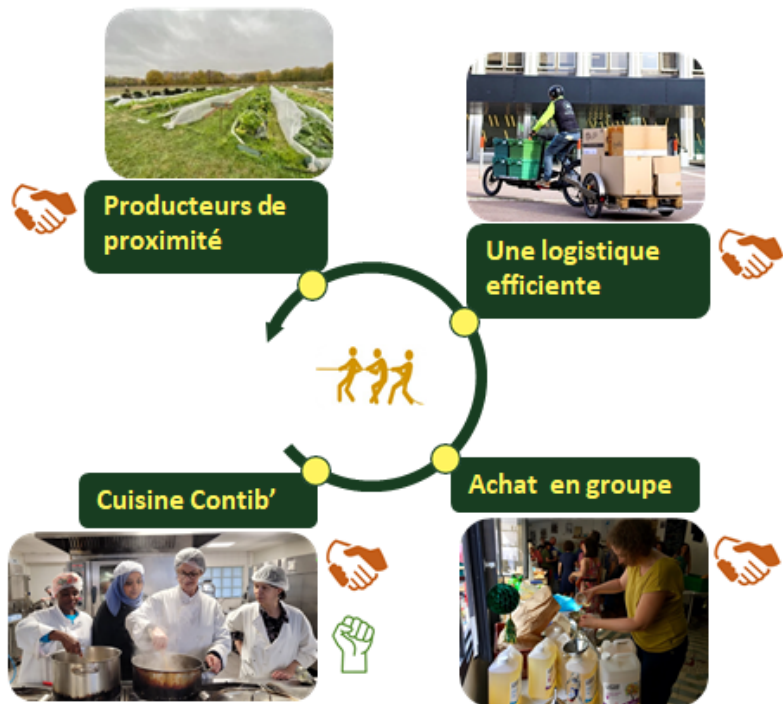 Producteurs de
proximité
Une logistique
efficiente
Cuisine Contib’
Achat en groupe